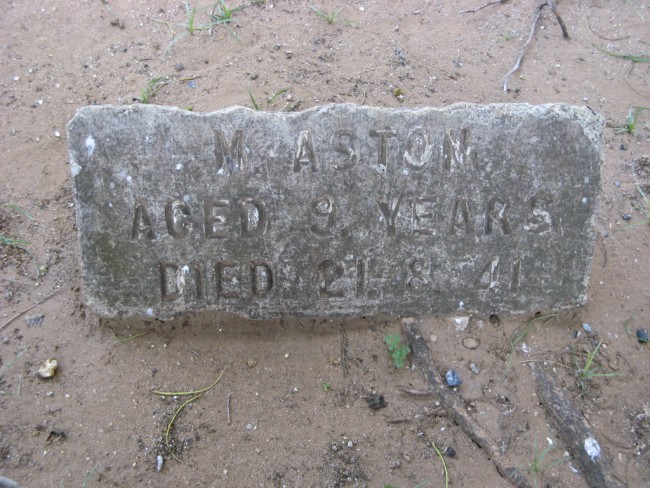 M. ASTON
AGED 9. YEARS
DIED 21-8-41